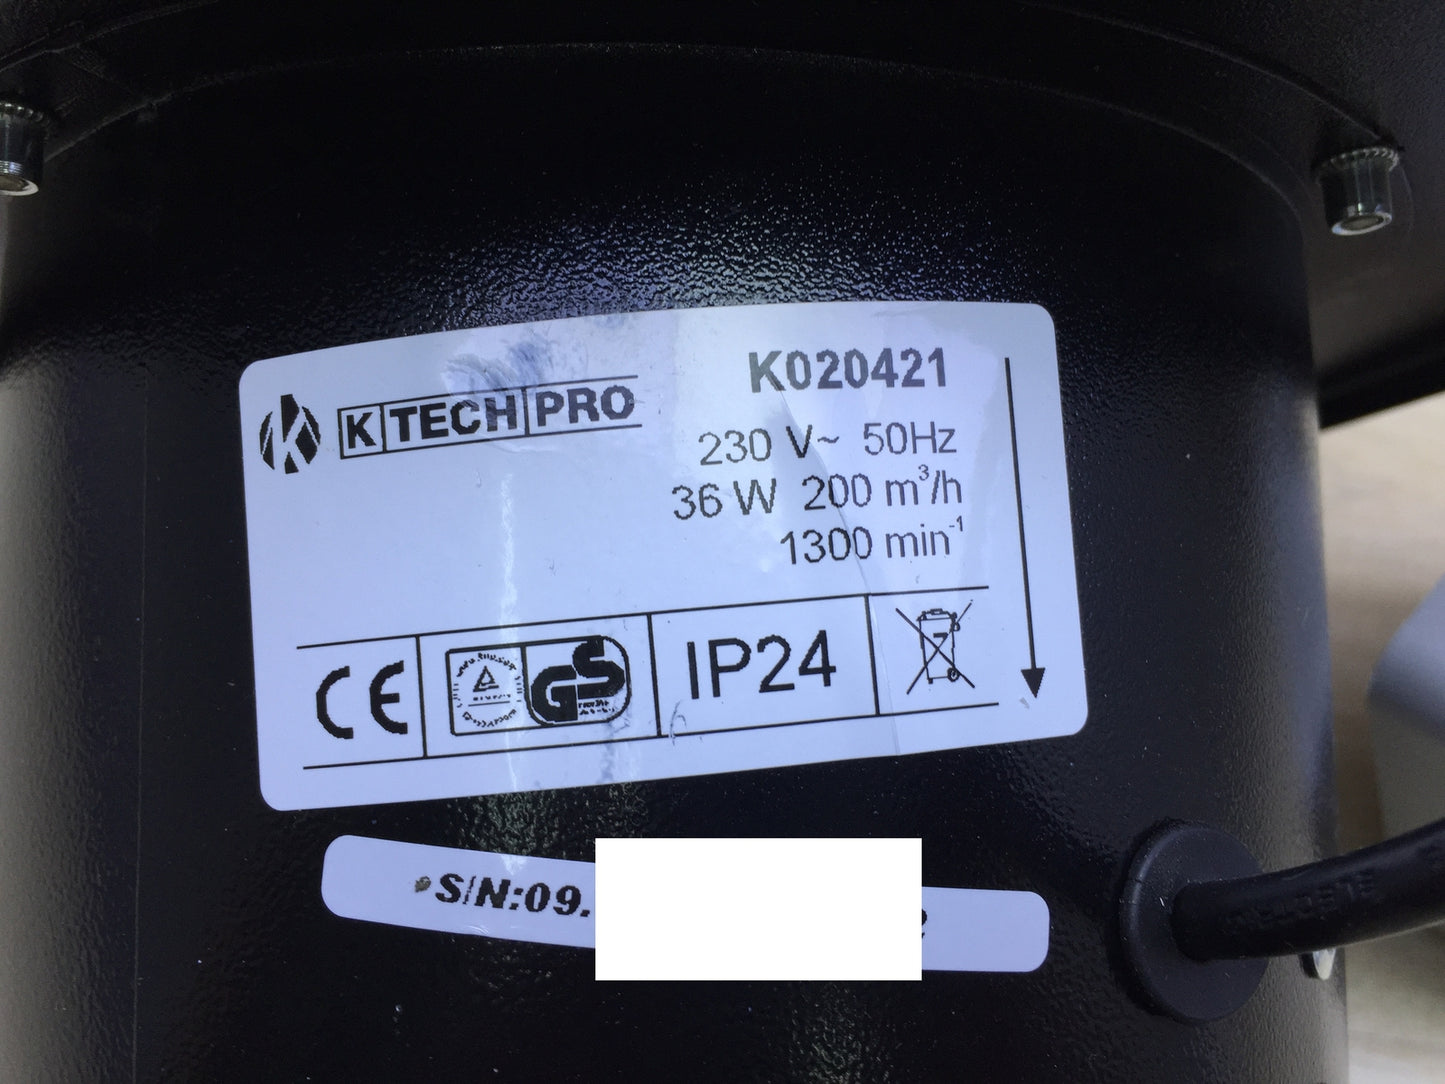 K TECH PRO
K020421
230 V~ 50Hz
36 W 200 m³/h
1300 min⁻¹
CE
GS
IP24
S/N:09.